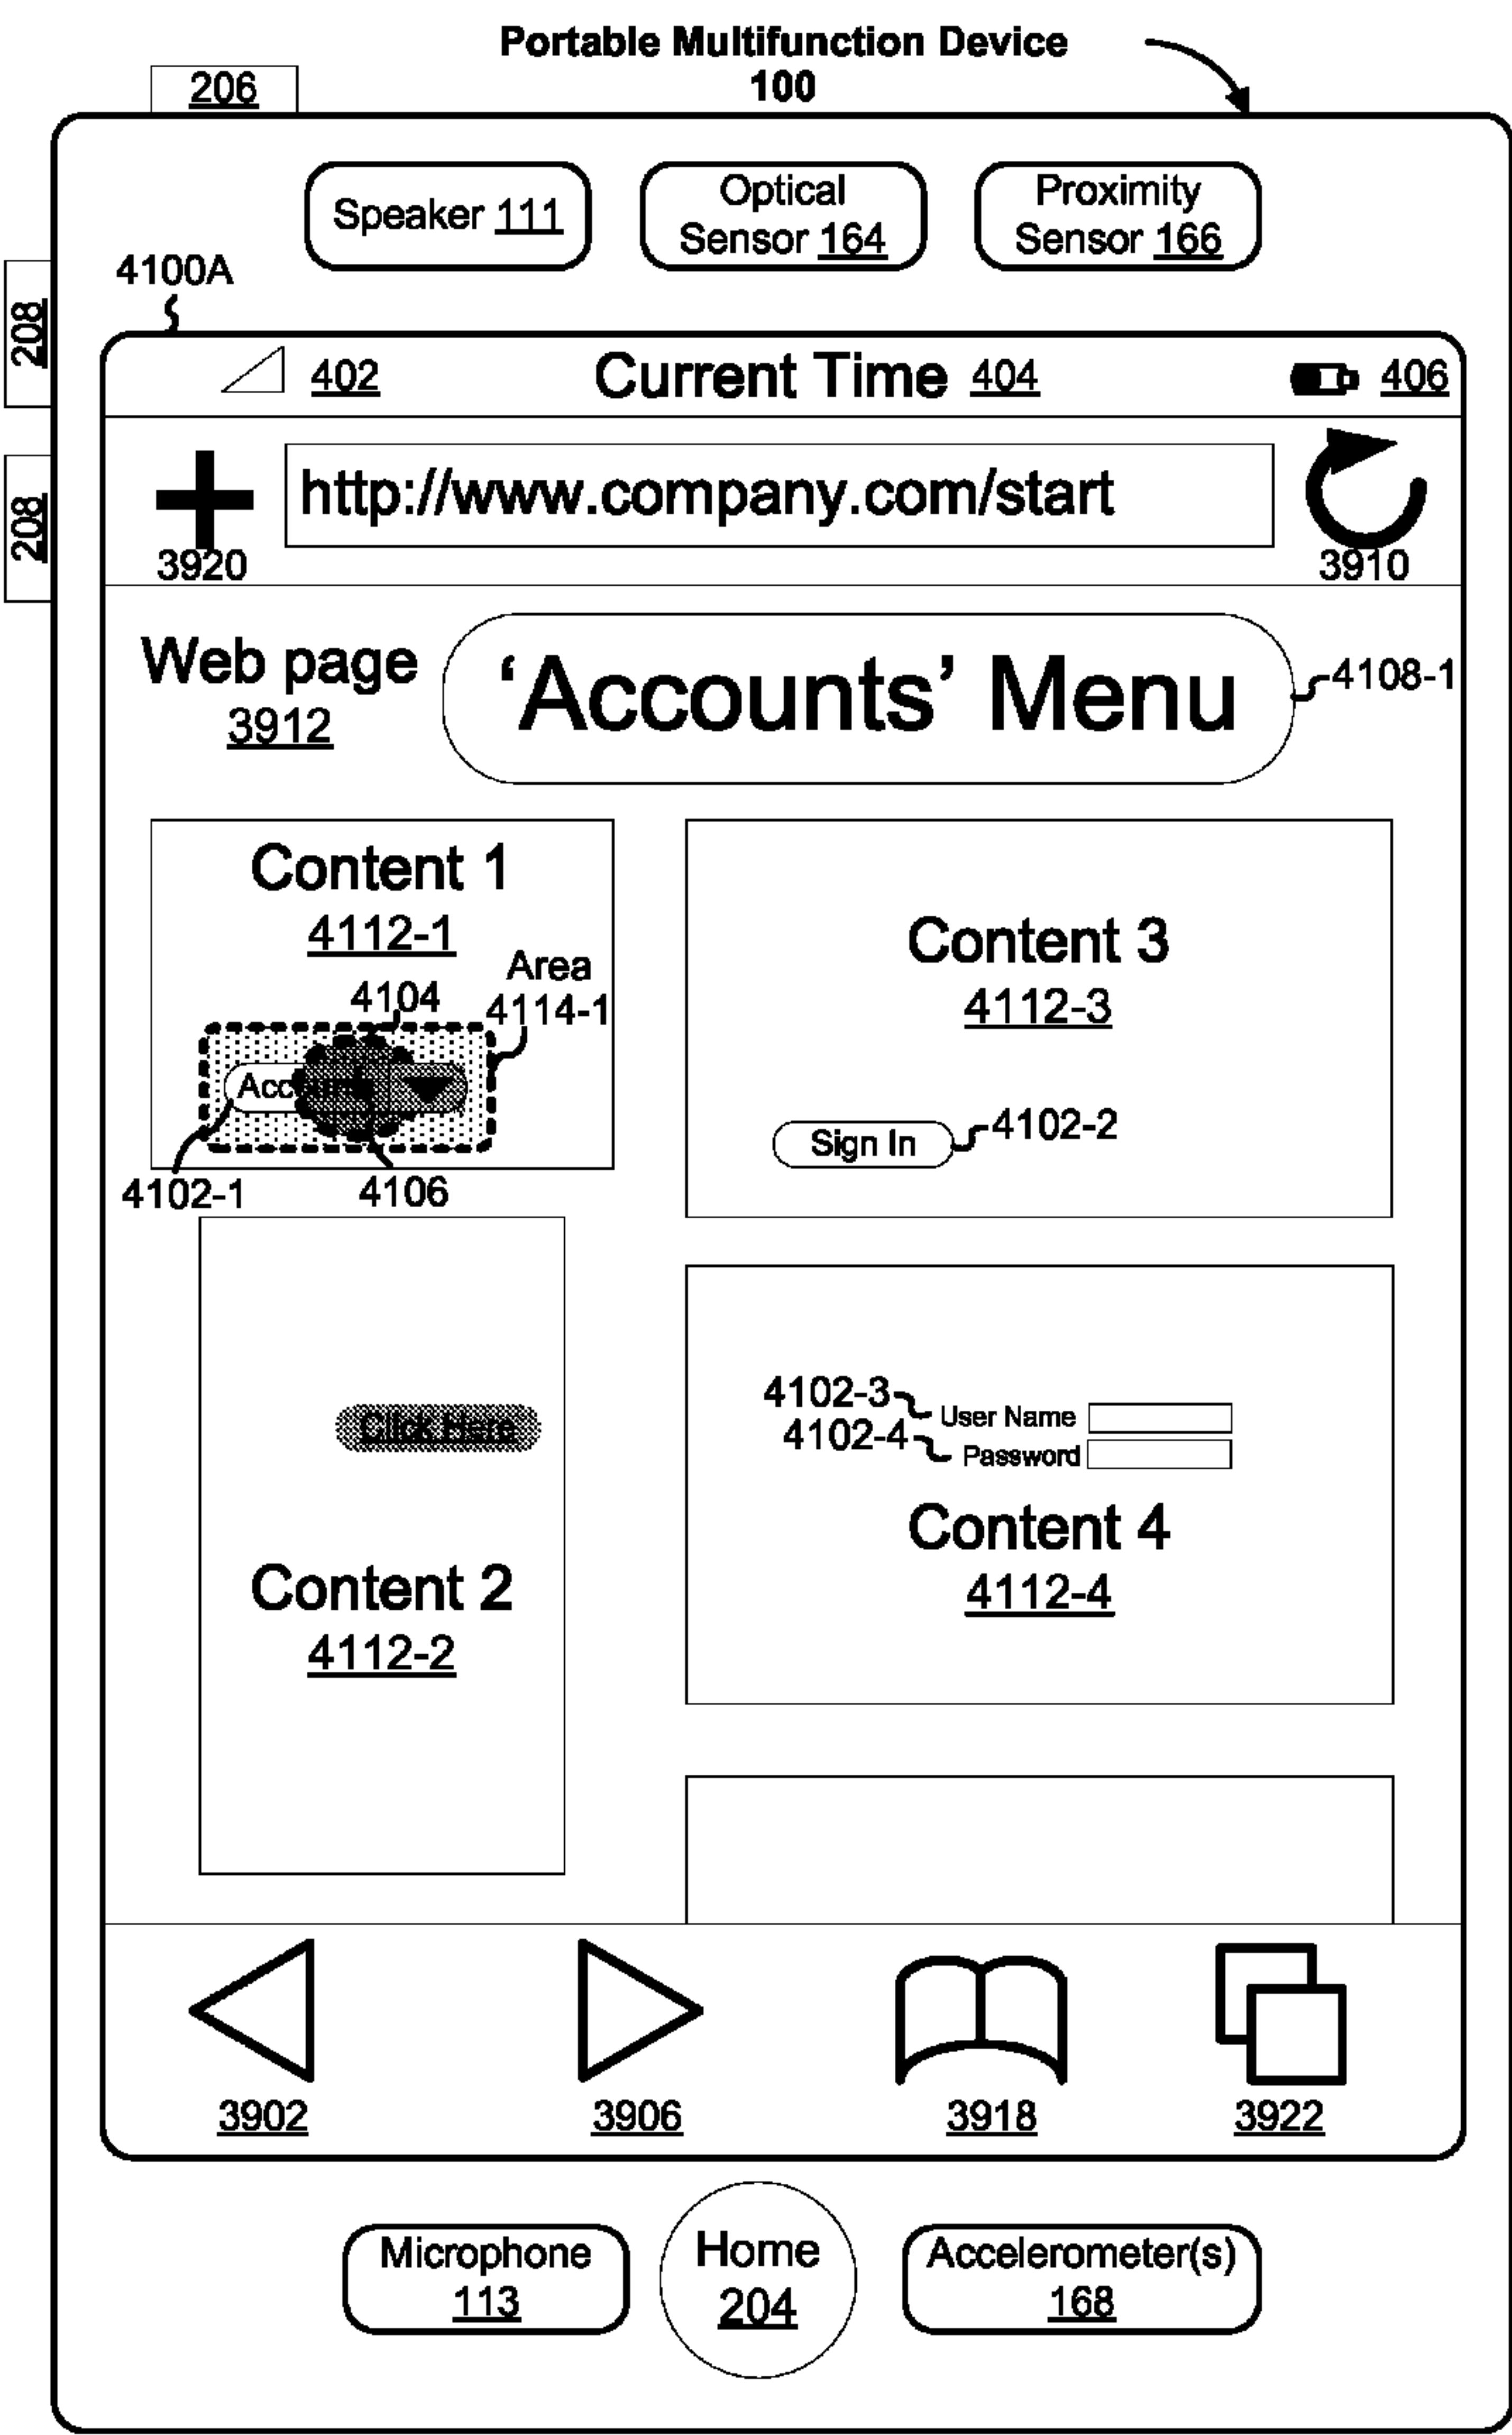 Portable Multifunction Device
100
206
Speaker 111
Optical
Sensor 164
Proximity
Sensor 166
4100A
208
208
402
Current Time 404
406
http://www.company.com/start
3920
3910
Web page
3912
‘Accounts’ Menu
4108-1
Content 1
4112-1
Area
4114-1
4104
Accounts
4102-1
4106
Content 3
4112-3
Sign In
4102-2
Click Here
Content 2
4112-2
4102-3
User Name
4102-4
Password
Content 4
4112-4
3902
3906
3918
3922
Microphone
113
Home
204
Accelerometer(s)
168